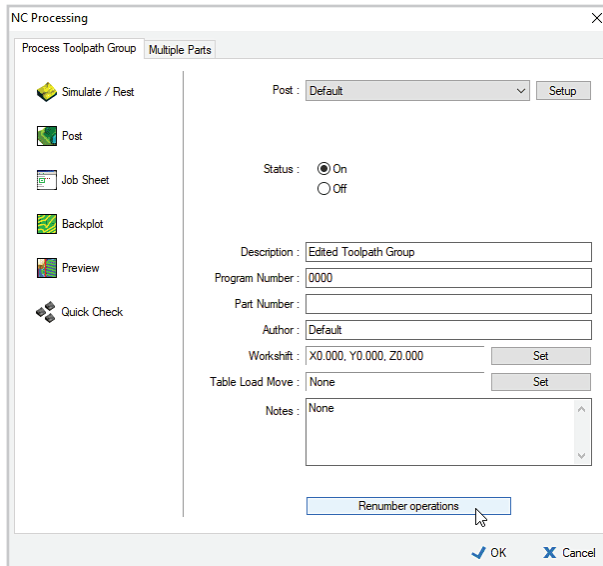 NC Processing
Process Toolpath Group
Multiple Parts
Simulate / Rest
Post
Job Sheet
Backplot
Preview
Quick Check
Post : Default
Setup
Status : On
Off
Description : Edited Toolpath Group
Program Number : 0000
Part Number :
Author : Default
Workshift : X0.000, Y0.000, Z0.000
Set
Table Load Move : None
Set
Notes : None
Renumber operations
OK
Cancel